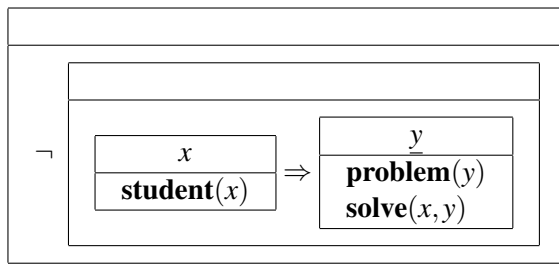 ¬
x
student(x)
⇒
y
problem(y)
solve(x, y)